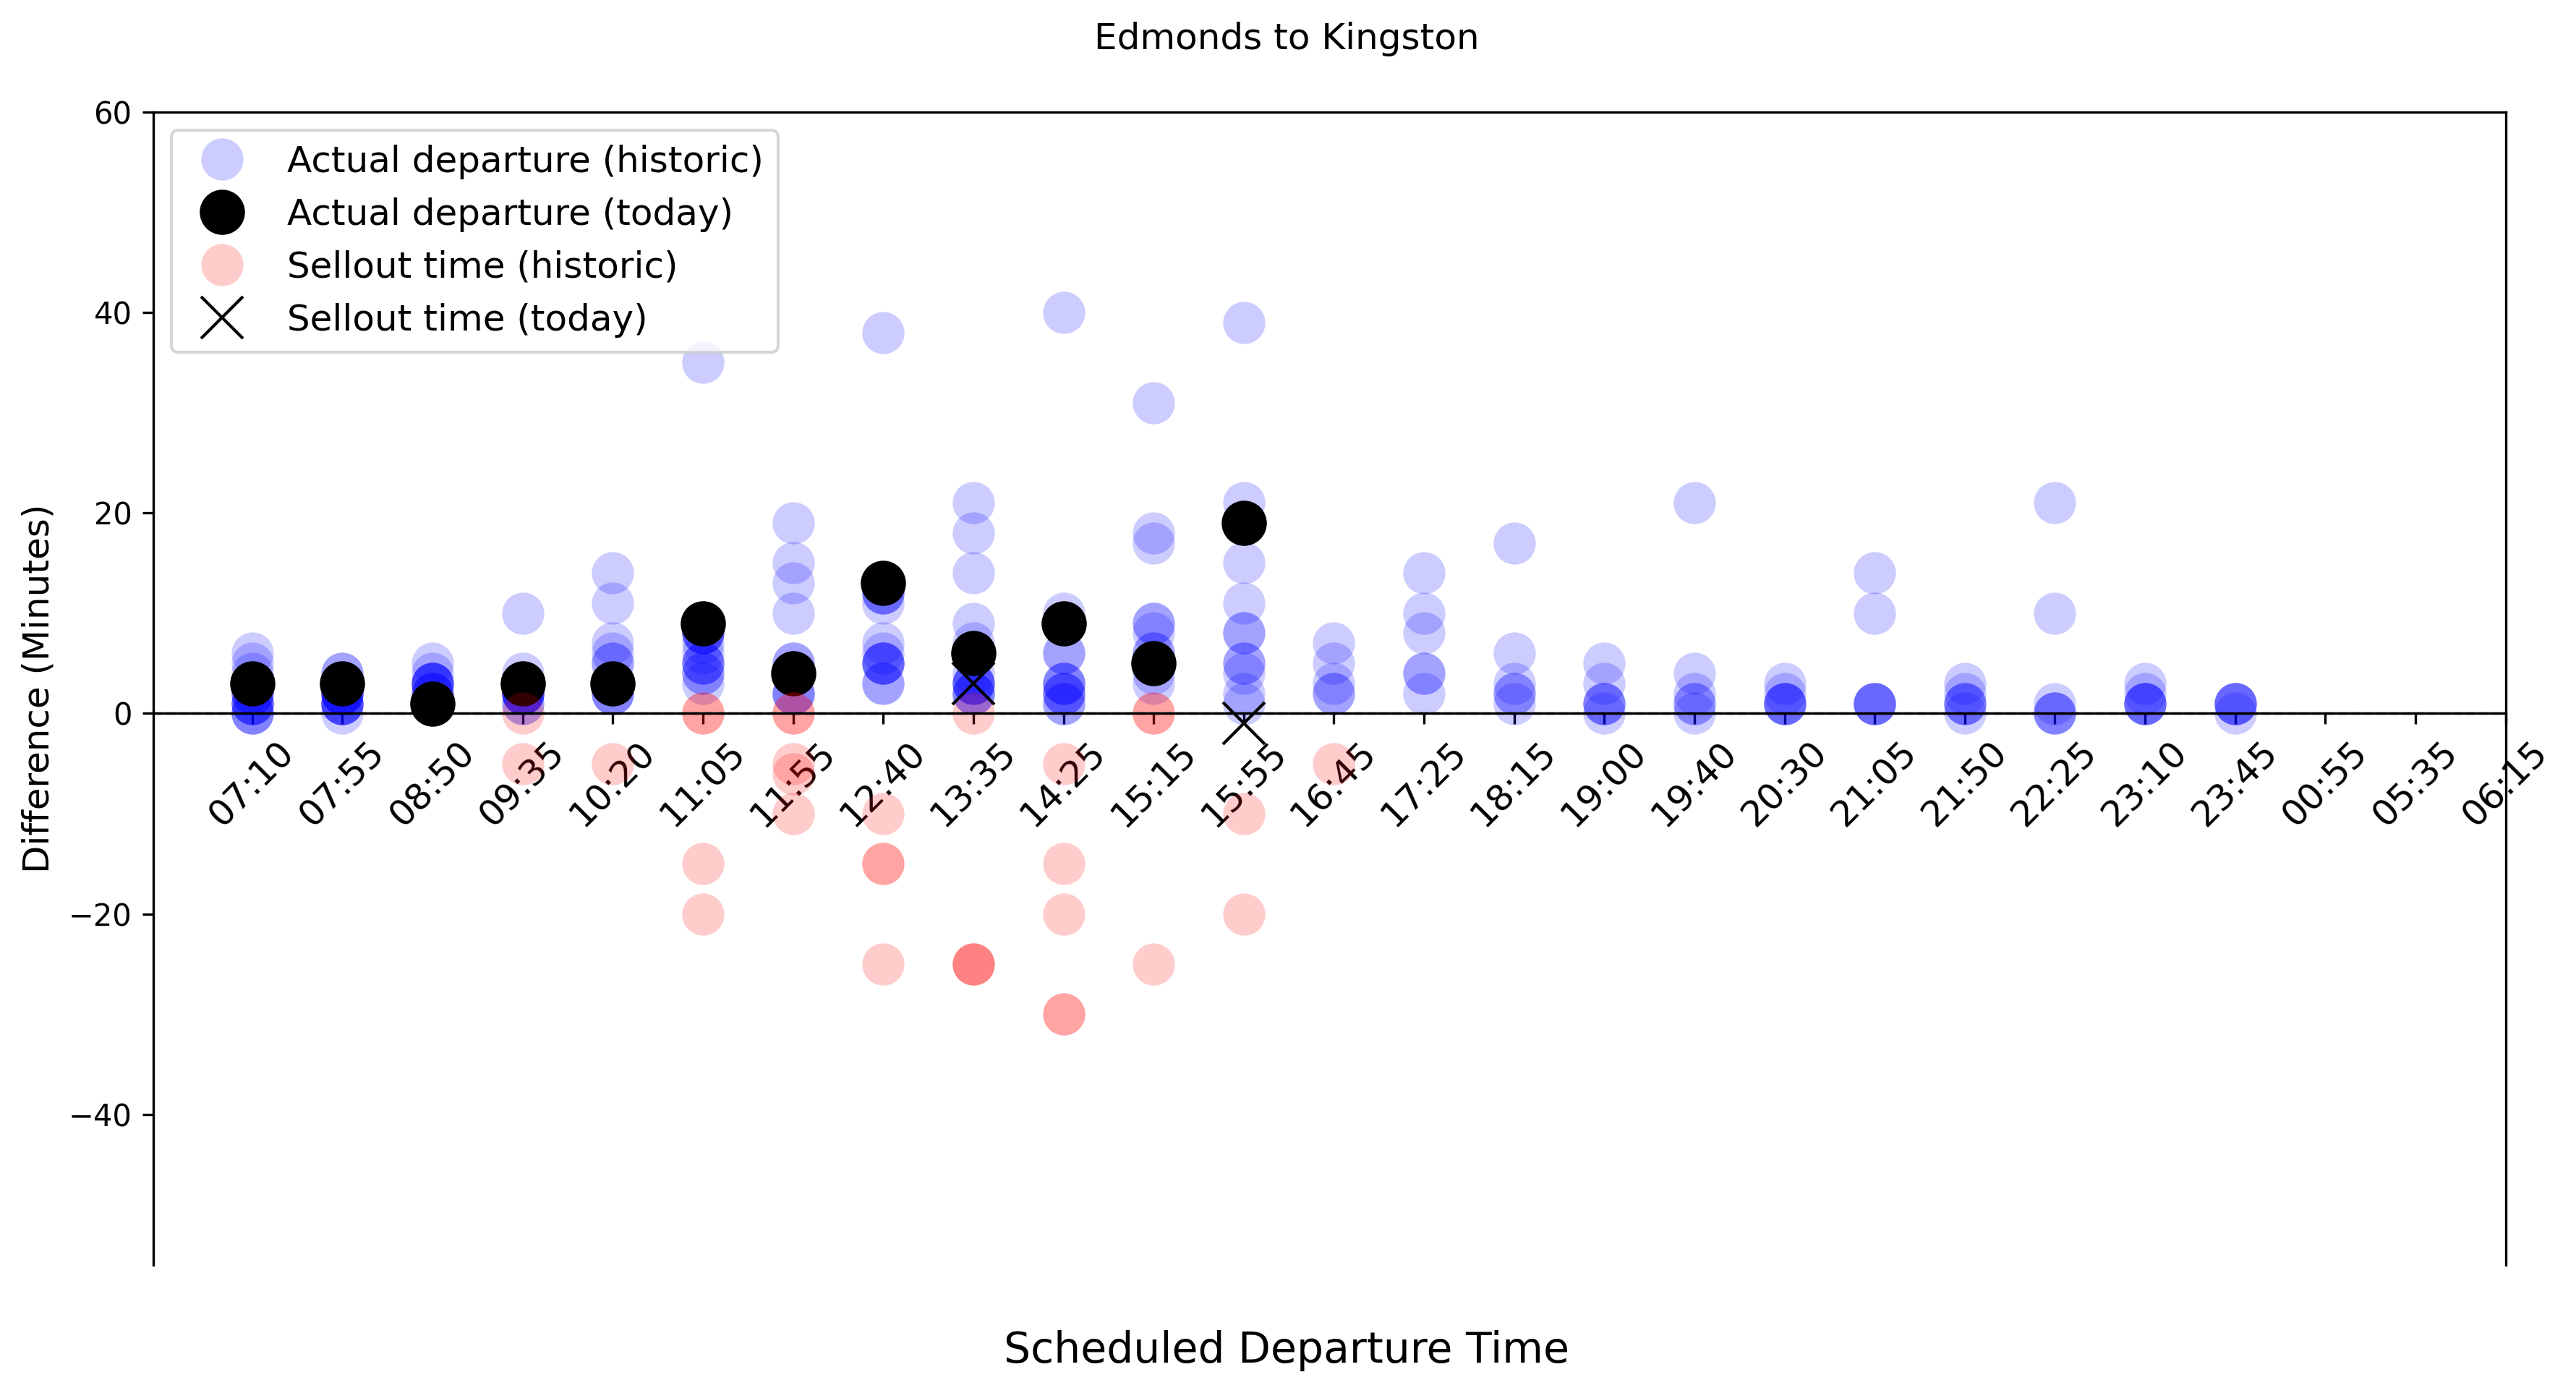 Edmonds to Kingston
Actual departure (historic)
Actual departure (today)
Sellout time (historic)
Sellout time (today)
Difference (Minutes)
60
40
20
0
−20
−40
07:10 07:55 08:50 09:35 10:20 11:05 11:55 12:40 13:35 14:25 15:15 15:55 16:45 17:25 18:15 19:00 19:40 20:30 21:05 21:50 22:25 23:10 23:45 00:55 05:35 06:15
Scheduled Departure Time